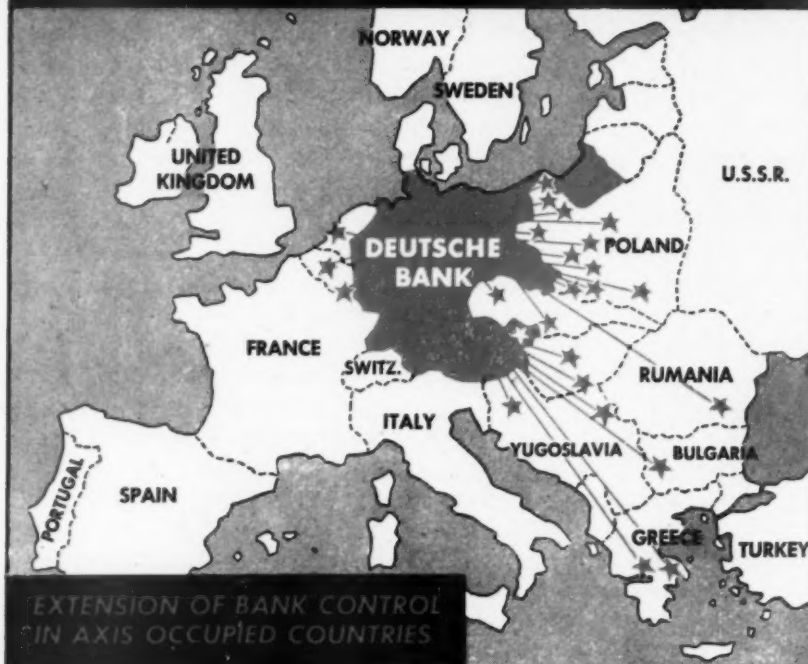 NORWAY
SWEDEN
UNITED
KINGDOM
U.S.S.R.
DEUTSCHE
BANK
POLAND
FRANCE
SWITZ.
RUMANIA
ITALY
YUGOSLAVIA
BULGARIA
PORTUGAL
SPAIN
GREECE
TURKEY
EXTENSION OF BANK CONTROL
IN AXIS OCCUPIED COUNTRIES